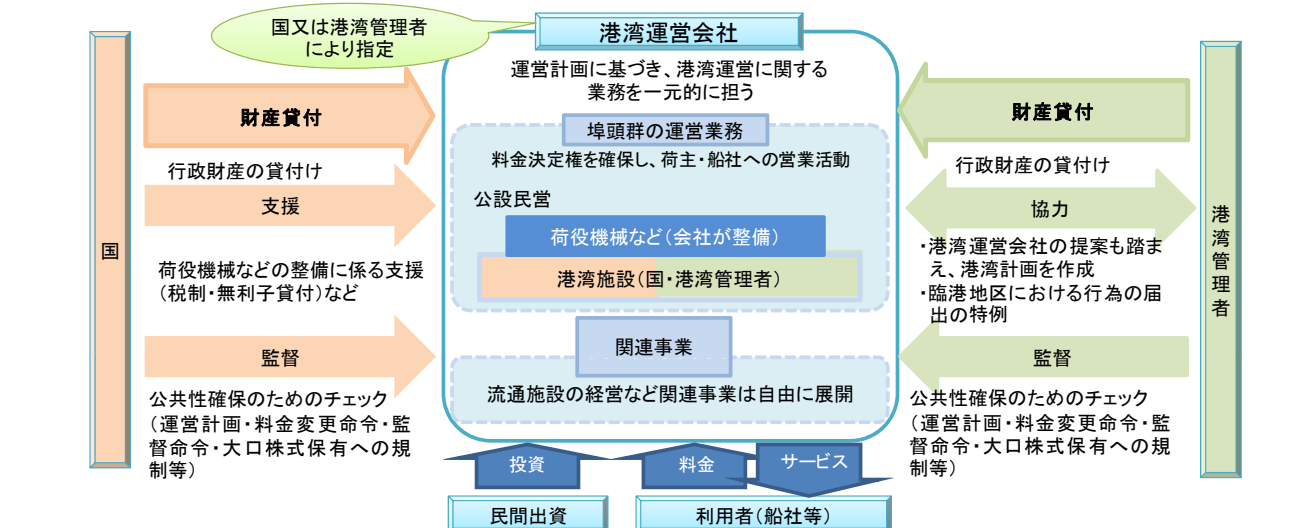 国又は港湾管理者
により指定
港湾運営会社
運営計画に基づき、港湾運営に関する
業務を一元的に担う
国
財産貸付
行政財産の貸付け
支援
荷役機械などの整備に係る支援
（税制・無利子貸付）など
監督
公共性確保のためのチェック
（運営計画・料金変更命令・監
督命令・大口株式保有への規
制等）
埠頭群の運営業務
料金決定権を確保し、荷主・船社への営業活動
公設民営
荷役機械など（会社が整備）
港湾施設（国・港湾管理者）
関連事業
流通施設の経営など関連事業は自由に展開
財産貸付
行政財産の貸付け
協力
・港湾運営会社の提案も踏ま
え、港湾計画を作成
・臨港地区における行為の届
出の特例
監督
公共性確保のためのチェック
（運営計画・料金変更命令・監
督命令・大口株式保有への規
制等）
港湾管理者
投資
料金
サービス
民間出資
利用者（船社等）